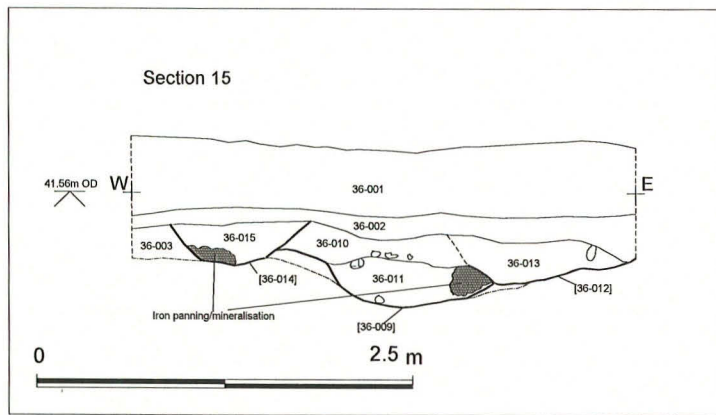 Section 15
41.56m OD
W
E
36-001
36-002
36-003
36-015
36-010
36-013
36-011
[36-014]
[36-012]
Iron panning/mineralisation
[36-009]
0
2.5 m